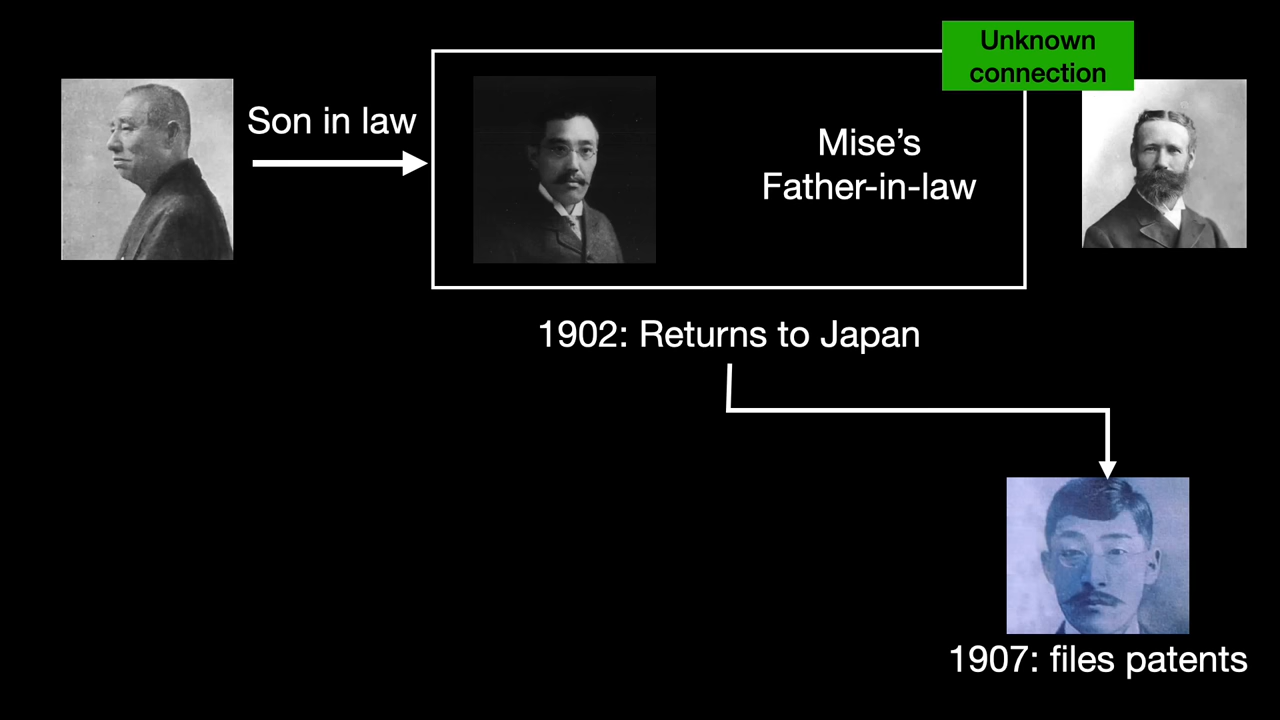 Unknown
connection
Son in law
Mise’s
Father-in-law
1902: Returns to Japan
1907: files patents